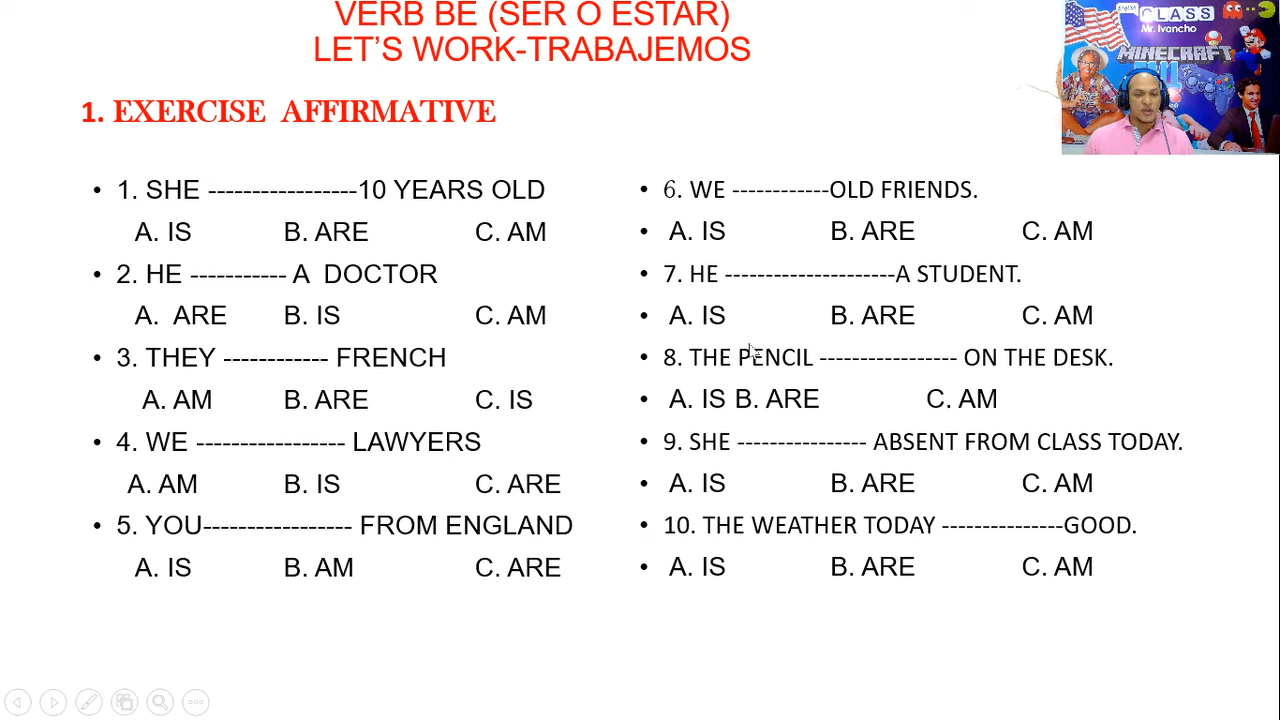 VERB BE (SER O ESTAR)
LET’S WORK-TRABAJEMOS
English CLASS
Mr. Ivancho
MINECRAFT
1. EXERCISE AFFIRMATIVE
• 1. SHE -----------------10 YEARS OLD
A. IS B. ARE C. AM
• 2. HE ----------- A DOCTOR
A. ARE B. IS C. AM
• 3. THEY ------------ FRENCH
A. AM B. ARE C. IS
• 4. WE ----------------- LAWYERS
A. AM B. IS C. ARE
• 5. YOU----------------- FROM ENGLAND
A. IS B. AM C. ARE
• 6. WE ------------OLD FRIENDS.
• A. IS B. ARE C. AM
• 7. HE ---------------------A STUDENT.
• A. IS B. ARE C. AM
• 8. THE PENCIL ----------------- ON THE DESK.
• A. IS B. ARE C. AM
• 9. SHE ---------------- ABSENT FROM CLASS TODAY.
• A. IS B. ARE C. AM
• 10. THE WEATHER TODAY ---------------GOOD.
• A. IS B. ARE C. AM